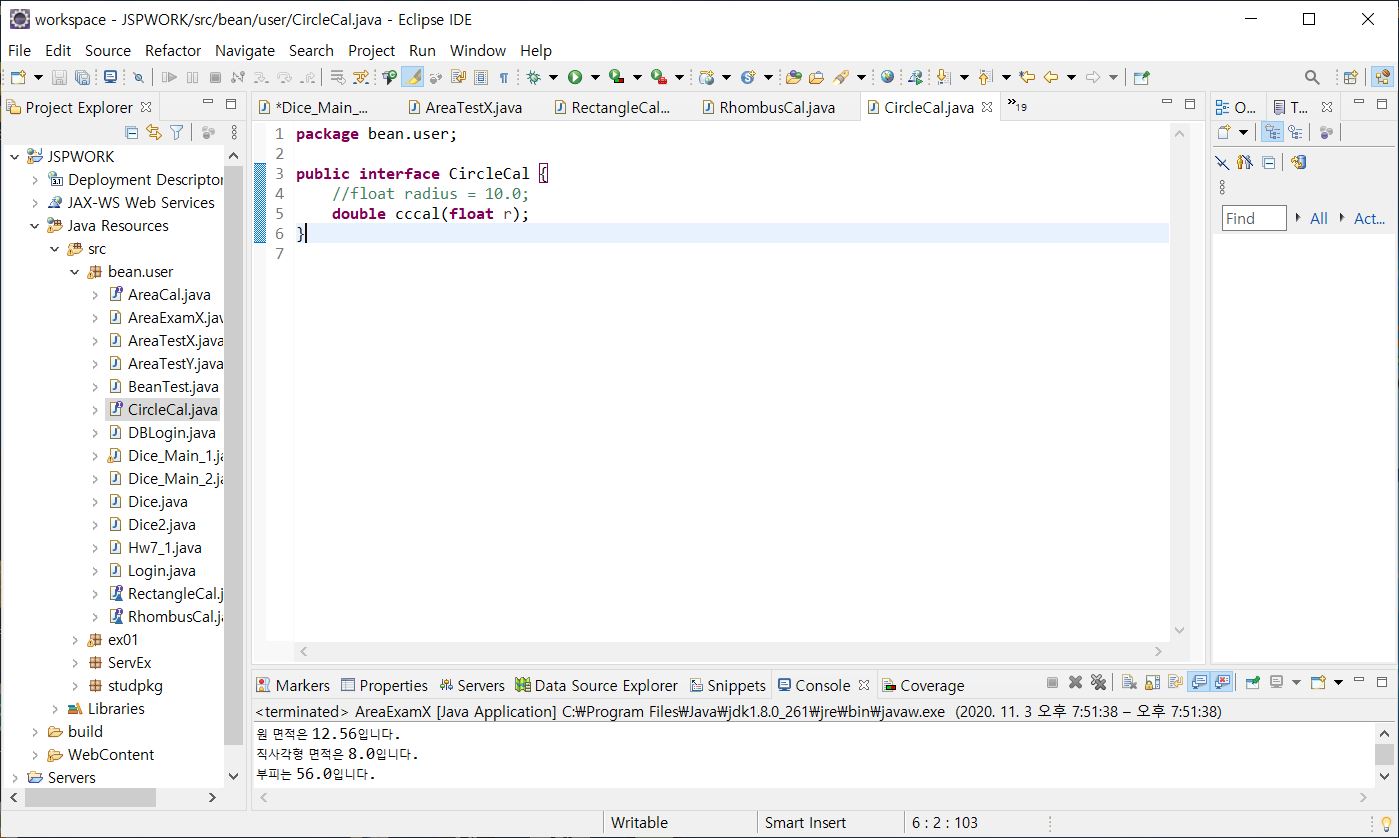 workspace - JSPWORK/src/bean/user/CircleCal.java - Eclipse IDE
File Edit Source Refactor Navigate Search Project Run Window Help
Project Explorer
JSPWORK
Deployment Descriptor
JAX-WS Web Services
Java Resources
src
bean.user
AreaCal.java
AreaExamX.jav
AreaTestX.java
AreaTestY.java
BeanTest.java
CircleCal.java
DBLogin.java
Dice_Main_1.ja
Dice_Main_2.ja
Dice.java
Dice2.java
Hw7_1.java
Login.java
RectangleCal.j
RhombusCal.ja
ex01
ServEx
studpkg
Libraries
build
WebContent
Servers
*Dice_Main_... AreaTestX.java RectangleCal... RhombusCal.java CircleCal.java »19
1 package bean.user;
2
3 public interface CircleCal {
4 //float radius = 10.0;
5 double cccal(float r);
6 }
7
O... T...
Find All Act...
Markers Properties Servers Data Source Explorer Snippets Console Coverage
<terminated> AreaExamX [Java Application] C:₩Program Files₩Java₩jdk1.8.0_261₩jre₩bin₩javaw.exe (2020. 11. 3 오후 7:51:38 – 오후 7:51:38)
원 면적은 12.56입니다.
직사각형 면적은 8.0입니다.
부피는 56.0입니다.
Writable Smart Insert 6 : 2 : 103